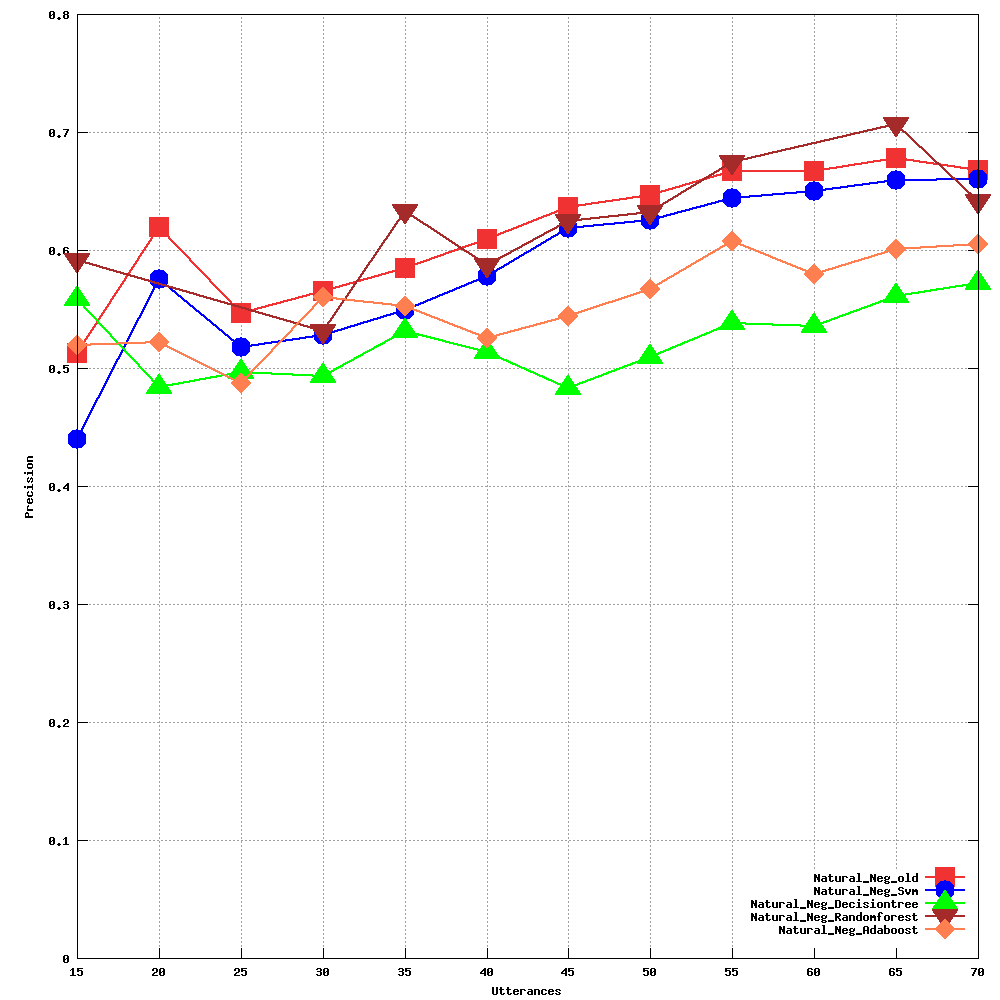 0.8
0.7
0.6
0.5
0.4
0.3
0.2
0.1
0
Precision
Natural_Neg_old
Natural_Neg_Svm
Natural_Neg_Decisiontree
Natural_Neg_Randomforest
Natural_Neg_Adaboost
15 20 25 30 35 40 45 50 55 60 65 70
Utterances